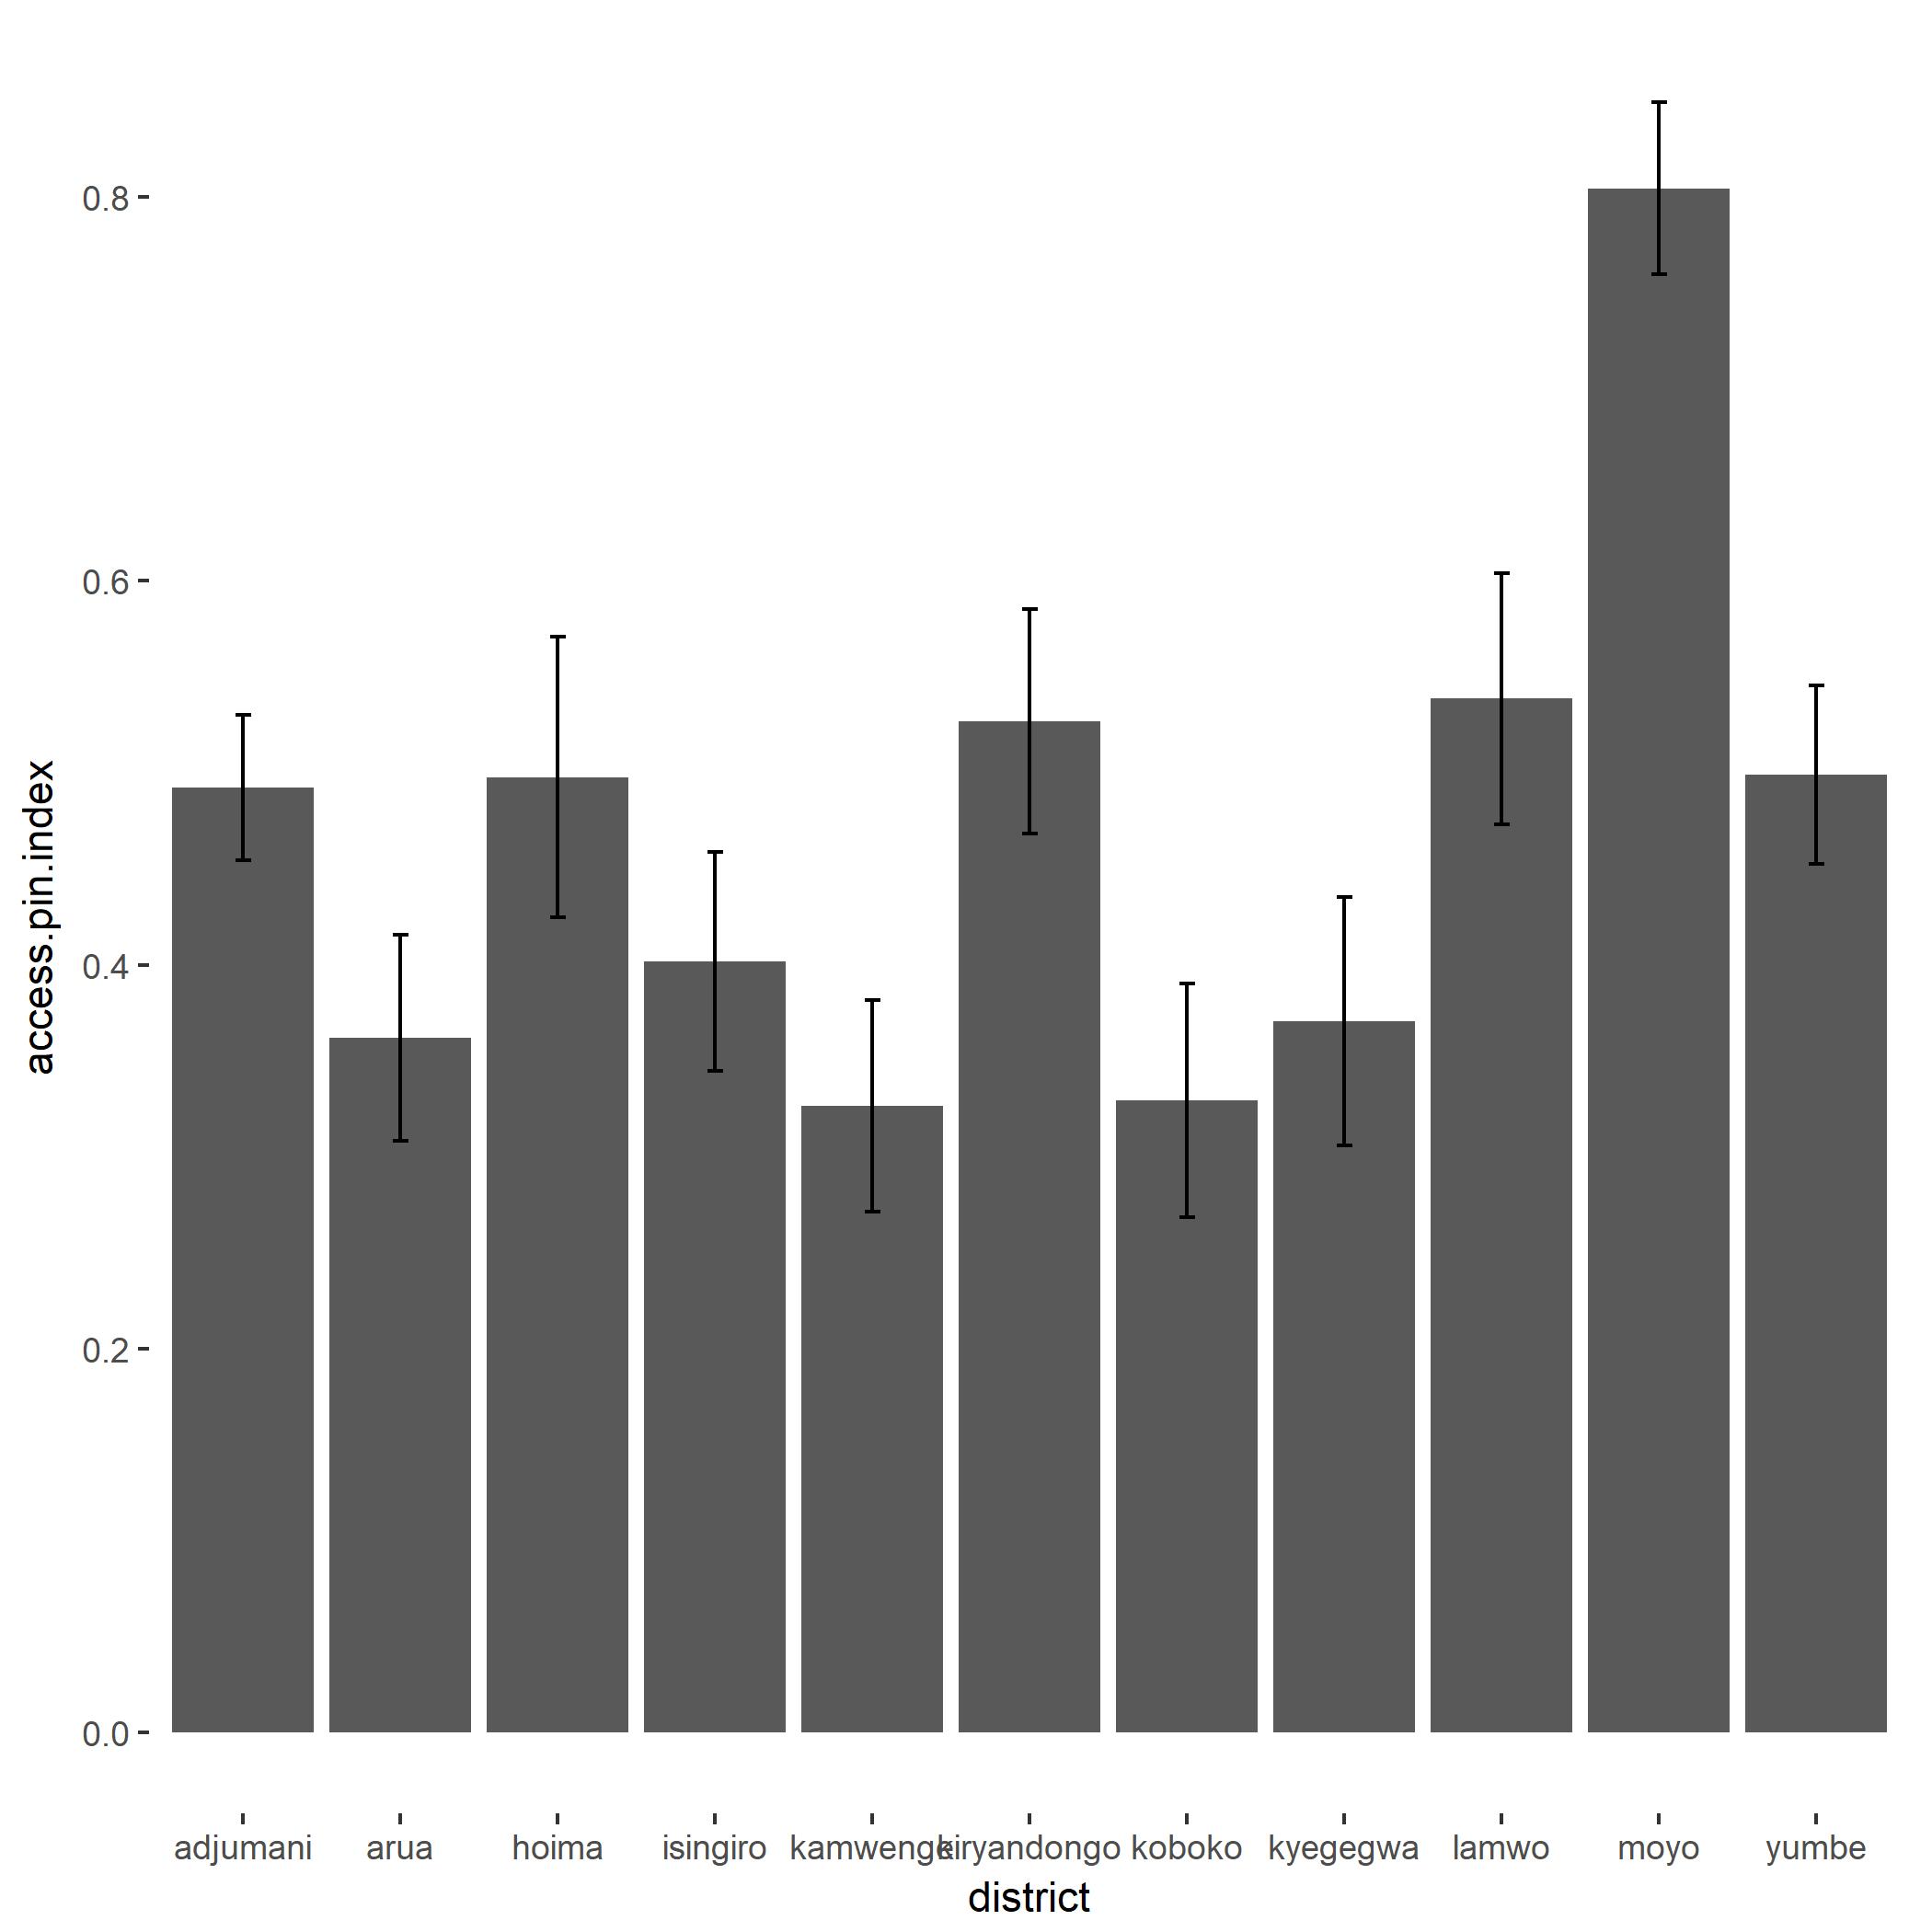 access.pin.index
0.8
0.6
0.4
0.2
0.0
adjumani arua hoima isingiro kamwenge kiryandongo koboko kyegegwa lamwo moyo yumbe
district